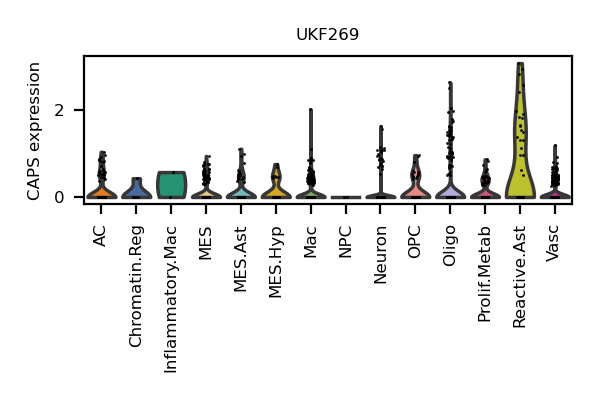 UKF269
CAPS expression
2
0
AC
Chromatin.Reg
Inflammatory.Mac
MES
MES.Ast
MES.Hyp
Mac
NPC
Neuron
OPC
Oligo
Prolif.Metab
Reactive.Ast
Vasc